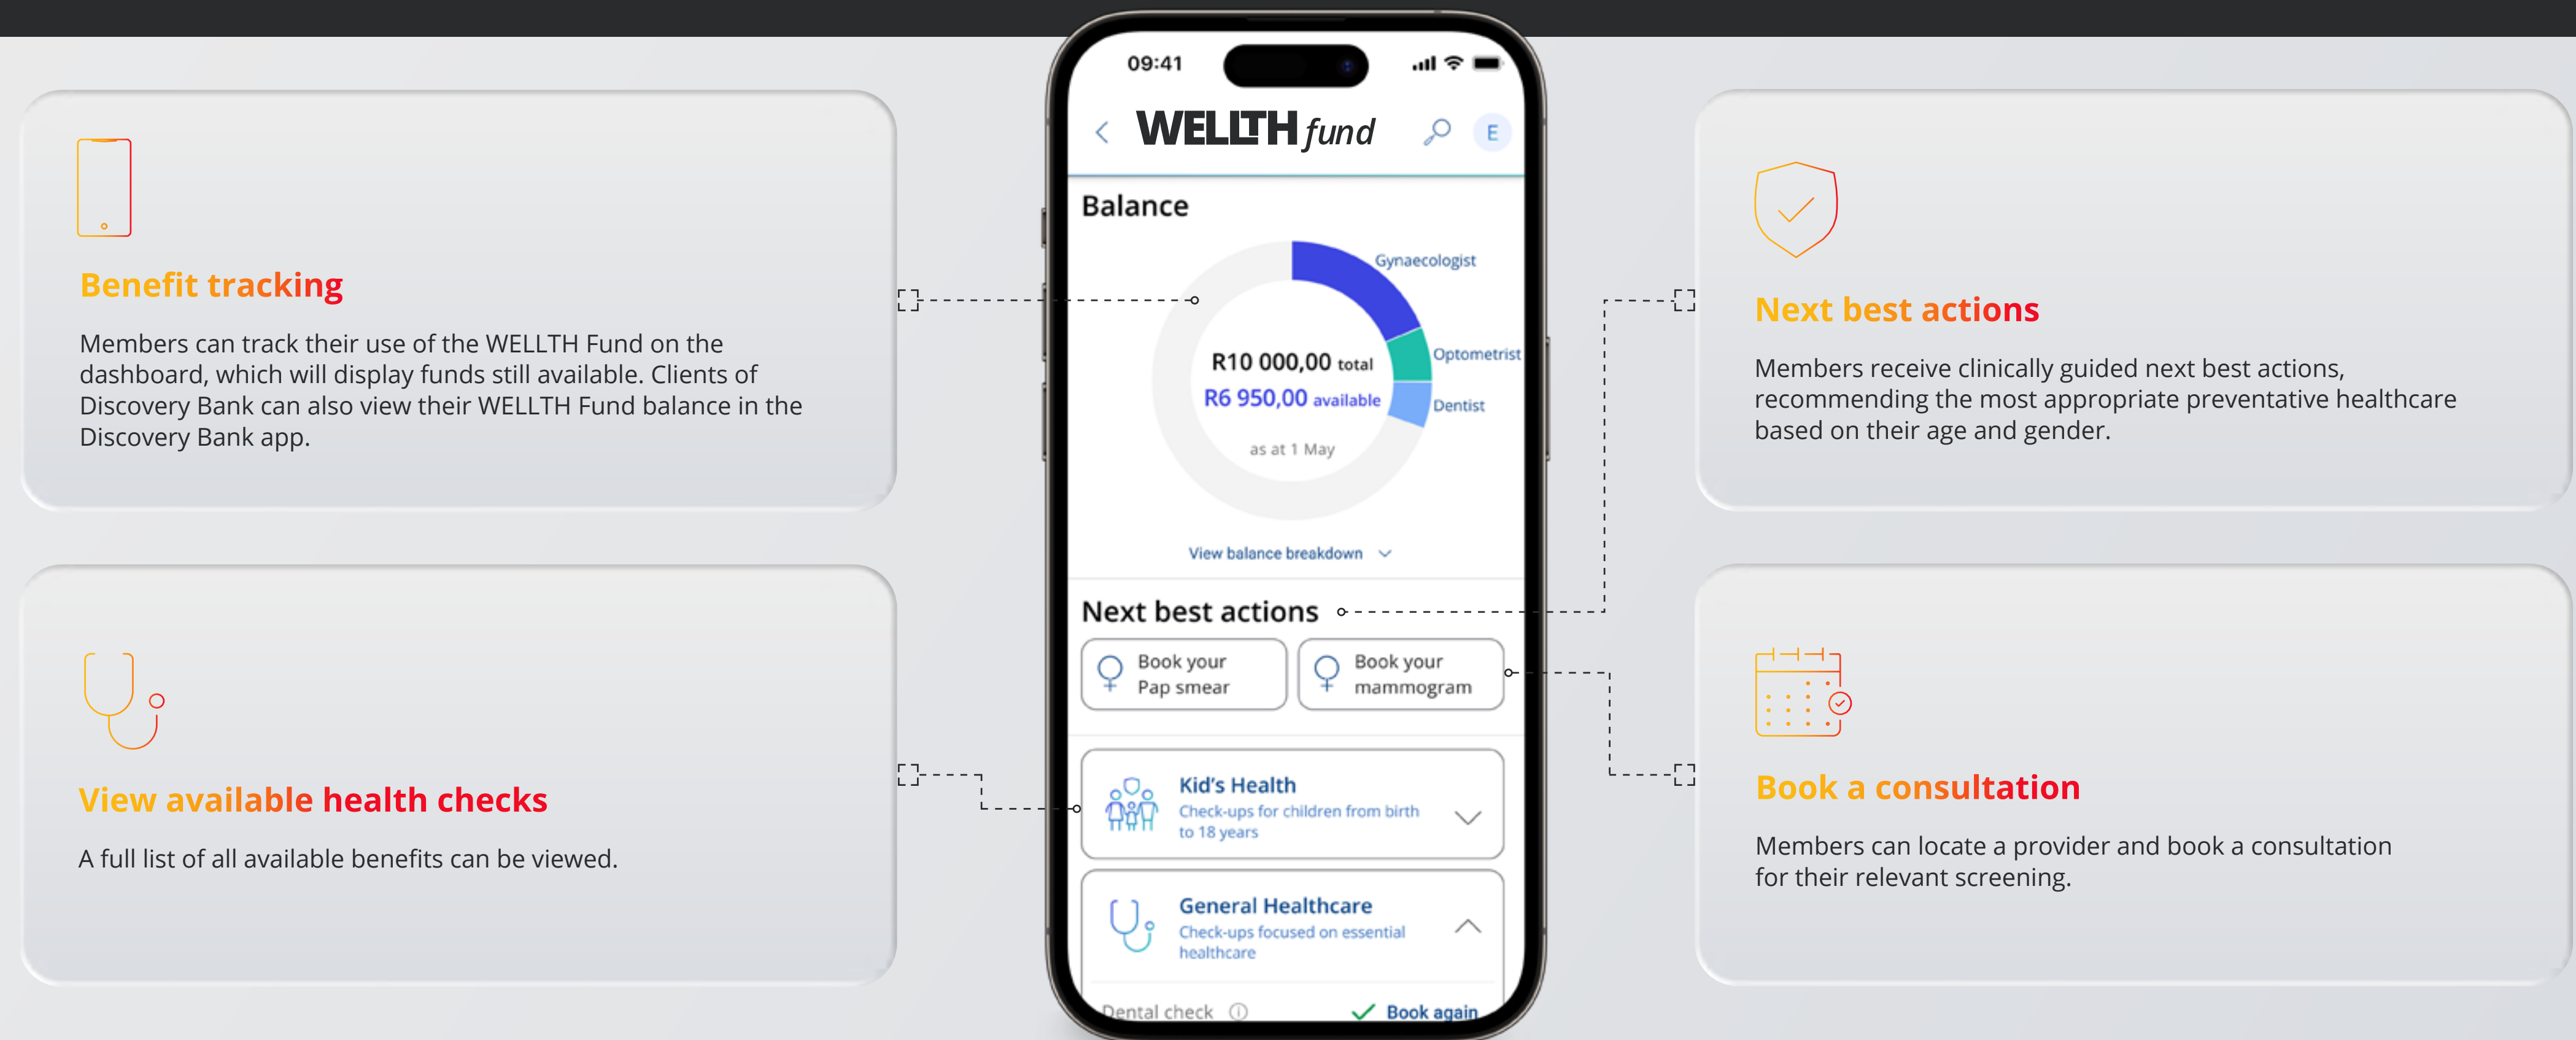 Benefit tracking
Members can track their use of the WELLTH Fund on the
dashboard, which will display funds still available. Clients of
Discovery Bank can also view their WELLTH Fund balance in the
Discovery Bank app.
View available health checks
A full list of all available benefits can be viewed.
09:41
WELLTH fund
E
Balance
Gynaecologist
Optometrist
Dentist
R10 000,00 total
R6 950,00 available
as at 1 May
View balance breakdown
Next best actions
Book your
Pap smear
Book your
mammogram
Kid's Health
Check-ups for children from birth
to 18 years
General Healthcare
Check-ups focused on essential
healthcare
Dental check
Book again
Next best actions
Members receive clinically guided next best actions,
recommending the most appropriate preventative healthcare
based on their age and gender.
Book a consultation
Members can locate a provider and book a consultation
for their relevant screening.